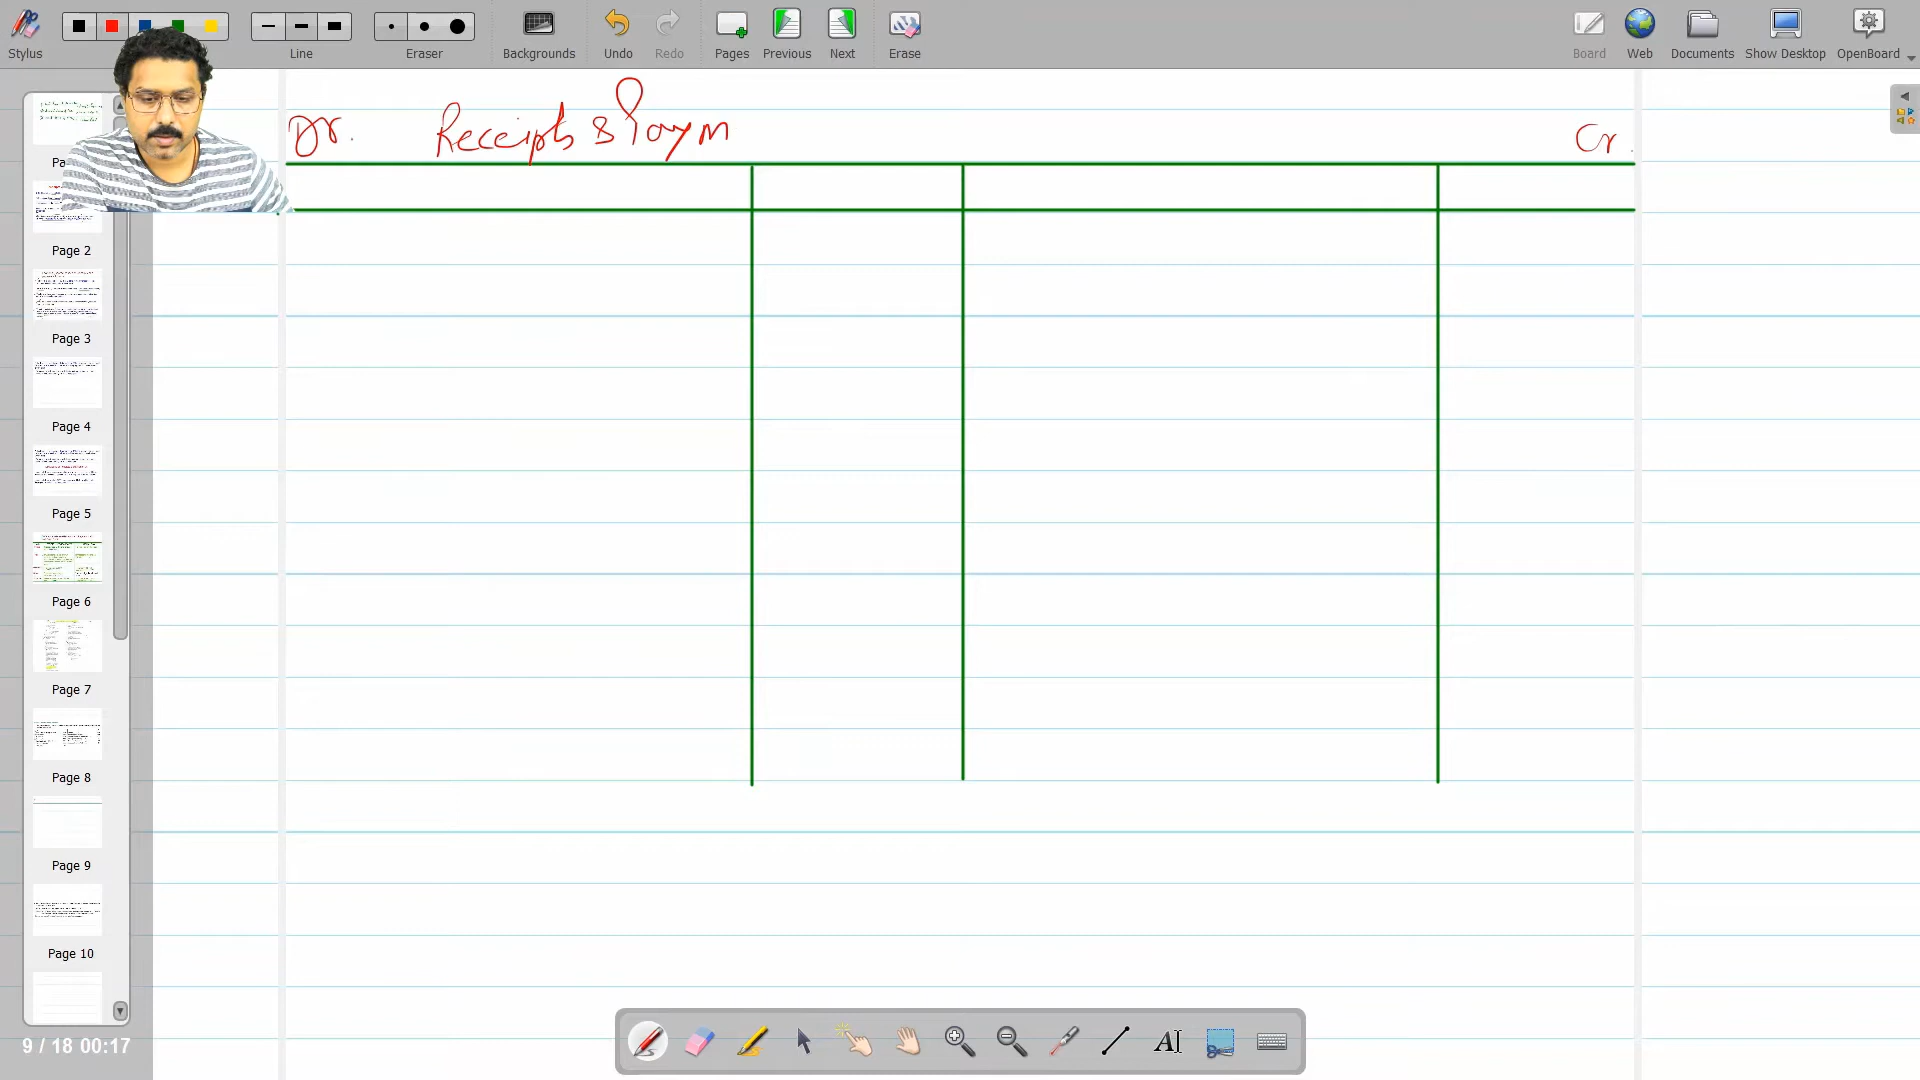 Stylus
Line
Eraser
Backgrounds
Undo
Redo
Pages
Previous
Next
Erase
Board
Web
Documents
Show Desktop
OpenBoard
Dr. Receipts & Paym Cr.
Pa
Page 2
Page 3
Page 4
Page 5
Page 6
Page 7
Page 8
Page 9
Page 10
9 / 18 00:17